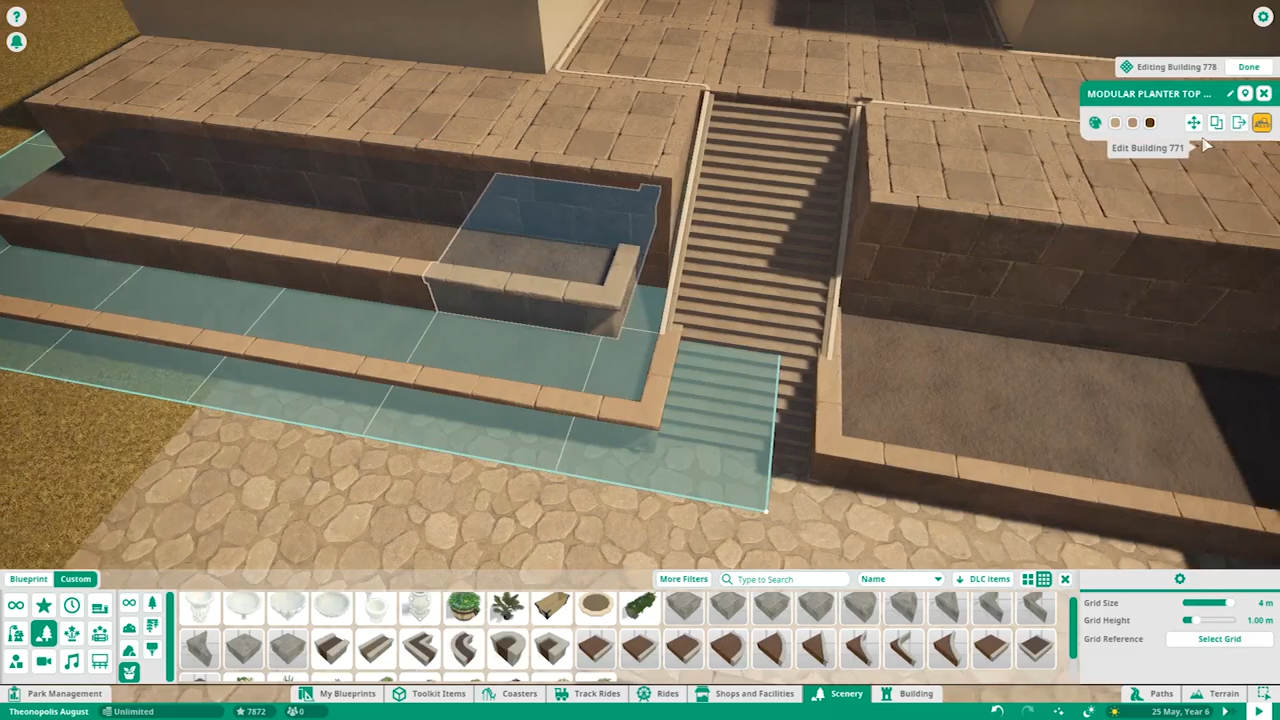 ?
Editing Building 778
Done
MODULAR PLANTER TOP ...
Edit Building 771
Blueprint
Custom
More Filters
Type to Search
Name
DLC items
Grid Size
4 m
Grid Height
1.00 m
Grid Reference
Select Grid
Park Management
My Blueprints
Toolkit Items
Coasters
Track Rides
Rides
Shops and Facilities
Scenery
Building
Paths
Terrain
Theonopolis August
Unlimited
7872
0
25 May, Year 6